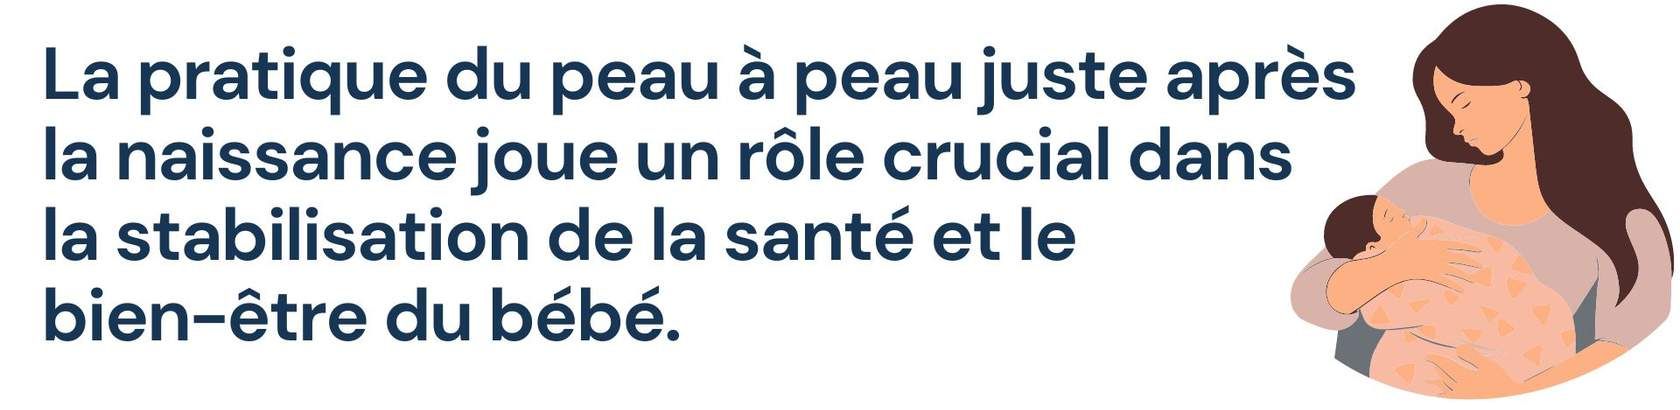 La pratique du peau à peau juste après
la naissance joue un rôle crucial dans
la stabilisation de la santé et le
bien-être du bébé.